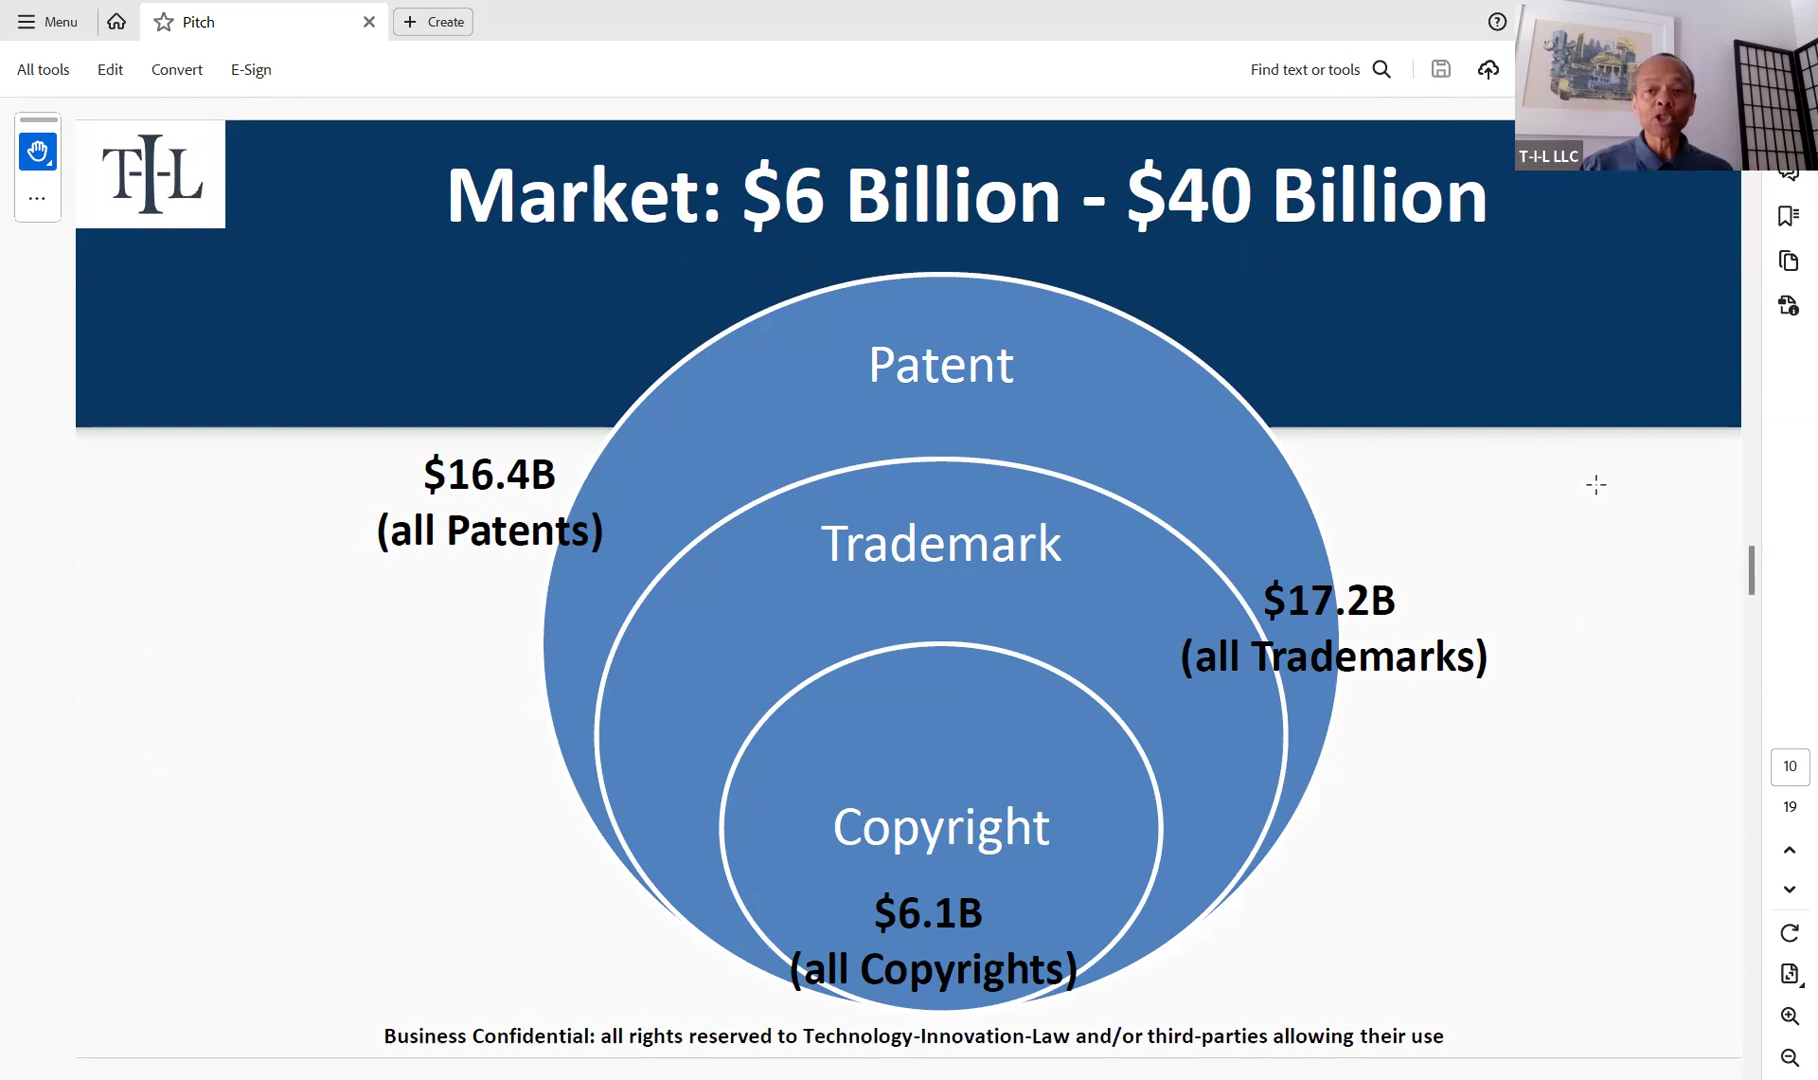 Menu
Pitch
Create
All tools
Edit
Convert
E-Sign
Find text or tools
T-I-L LLC
T-I-L
Market: $6 Billion - $40 Billion
Patent
$16.4B
(all Patents)
Trademark
$17.2B
(all Trademarks)
Copyright
$6.1B
(all Copyrights)
Business Confidential: all rights reserved to Technology-Innovation-Law and/or third-parties allowing their use
10
19